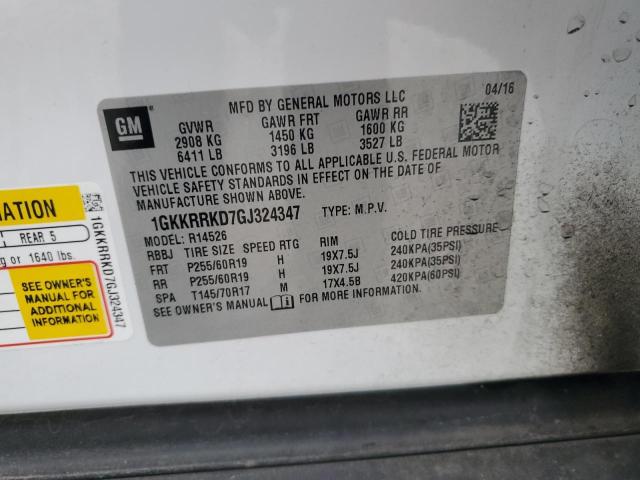 GM
MFD BY GENERAL MOTORS LLC
04/16
GVWR GAWR FRT GAWR RR
2908 KG 1450 KG 1600 KG
6411 LB 3196 LB 3527 LB
THIS VEHICLE CONFORMS TO ALL APPLICABLE U.S. FEDERAL MOTOR
VEHICLE SAFETY STANDARDS IN EFFECT ON THE DATE OF
MANUFACTURE SHOWN ABOVE.
1GKKRRKD7GJ324347 TYPE: M.P.V.
MODEL: R14526
RBBJ TIRE SIZE SPEED RTG RIM COLD TIRE PRESSURE
FRT P255/60R19 H 19X7.5J 240KPA(35PSI)
RR P255/60R19 H 19X7.5J 240KPA(35PSI)
SPA T145/70R17 M 17X4.5B 420KPA(60PSI)
SEE OWNER'S MANUAL FOR MORE INFORMATION.
REAR 5
or 1640 lbs.
SEE OWNER'S
MANUAL FOR
ADDITIONAL
INFORMATION
1GKKRRKD7GJ324347